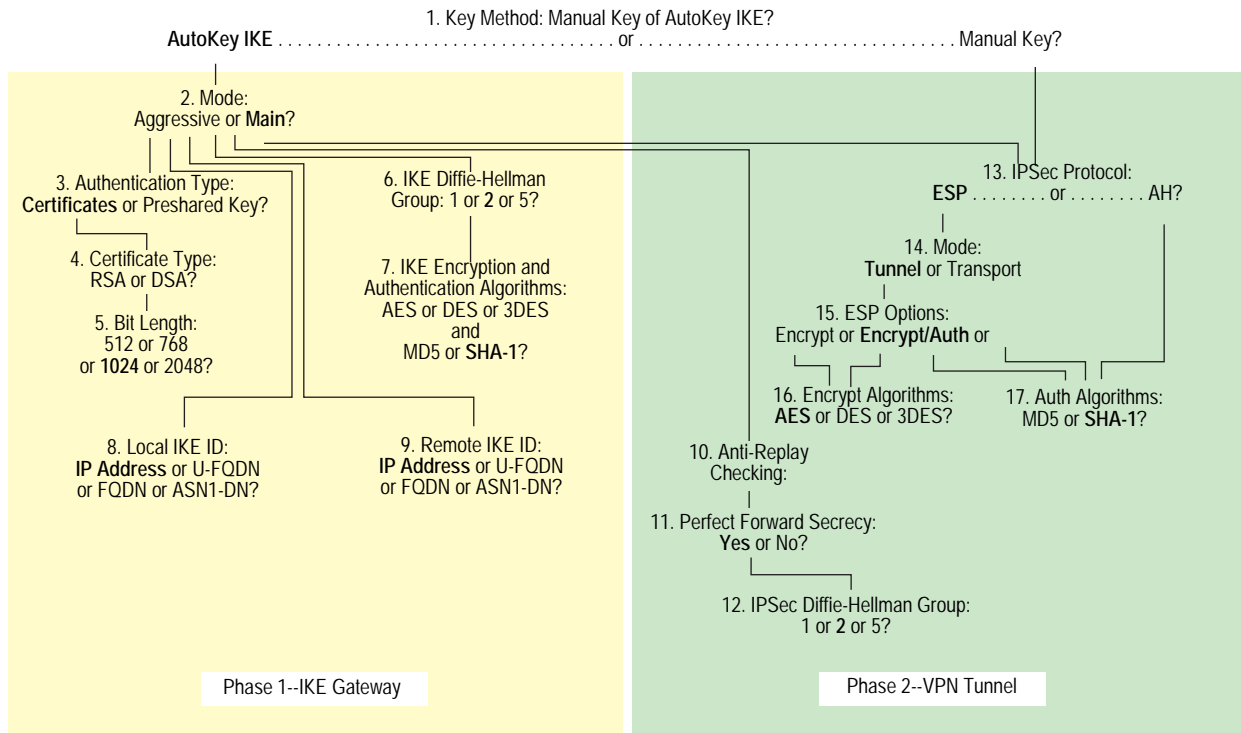 1. Key Method: Manual Key of AutoKey IKE?
AutoKey IKE . . . . . . . . . . . . . . . . . . . . . . . . . . . . . . . . . . . or . . . . . . . . . . . . . . . . . . . . . . . . . . . . . . . . . Manual Key?
2. Mode:
Aggressive or Main?
3. Authentication Type:
Certificates or Preshared Key?
4. Certificate Type:
RSA or DSA?
5. Bit Length:
512 or 768
or 1024 or 2048?
6. IKE Diffie-Hellman
Group: 1 or 2 or 5?
7. IKE Encryption and
Authentication Algorithms:
AES or DES or 3DES
and
MD5 or SHA-1?
8. Local IKE ID:
IP Address or U-FQDN
or FQDN or ASN1-DN?
9. Remote IKE ID:
IP Address or U-FQDN
or FQDN or ASN1-DN?
Phase 1--IKE Gateway
13. IPSec Protocol:
ESP . . . . . . . . or . . . . . . . . AH?
14. Mode:
Tunnel or Transport
15. ESP Options:
Encrypt or Encrypt/Auth or
16. Encrypt Algorithms:
AES or DES or 3DES?
17. Auth Algorithms:
MD5 or SHA-1?
10. Anti-Replay
Checking:
11. Perfect Forward Secrecy:
Yes or No?
12. IPSec Diffie-Hellman Group:
1 or 2 or 5?
Phase 2--VPN Tunnel